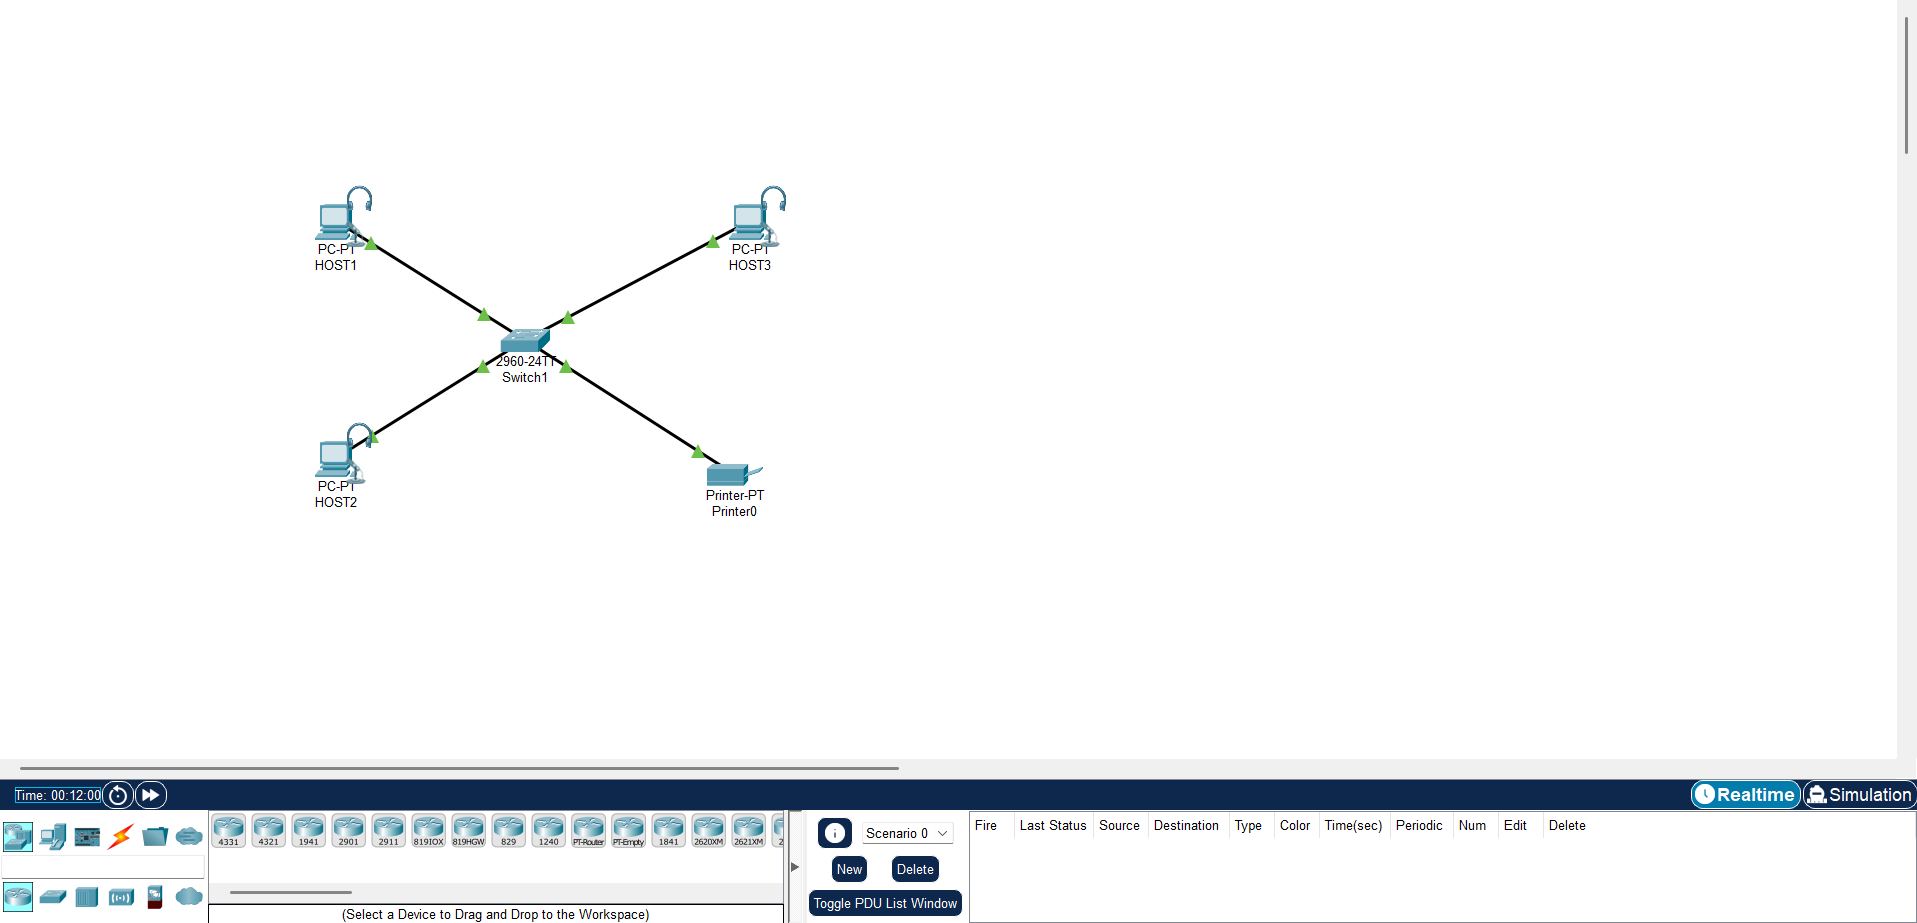 PC-PT
HOST1
PC-PT
HOST3
2960-24TT
Switch1
PC-PT
HOST2
Printer-PT
Printer0
Time: 00:12:00
Realtime
Simulation
4331
4321
1941
2901
2911
819IOX
819HGW
829
1240
PT-Router
PT-Empty
1841
2620XM
2621XM
2
(Select a Device to Drag and Drop to the Workspace)
Scenario 0
New
Delete
Toggle PDU List Window
Fire Last Status Source Destination Type Color Time(sec) Periodic Num Edit Delete